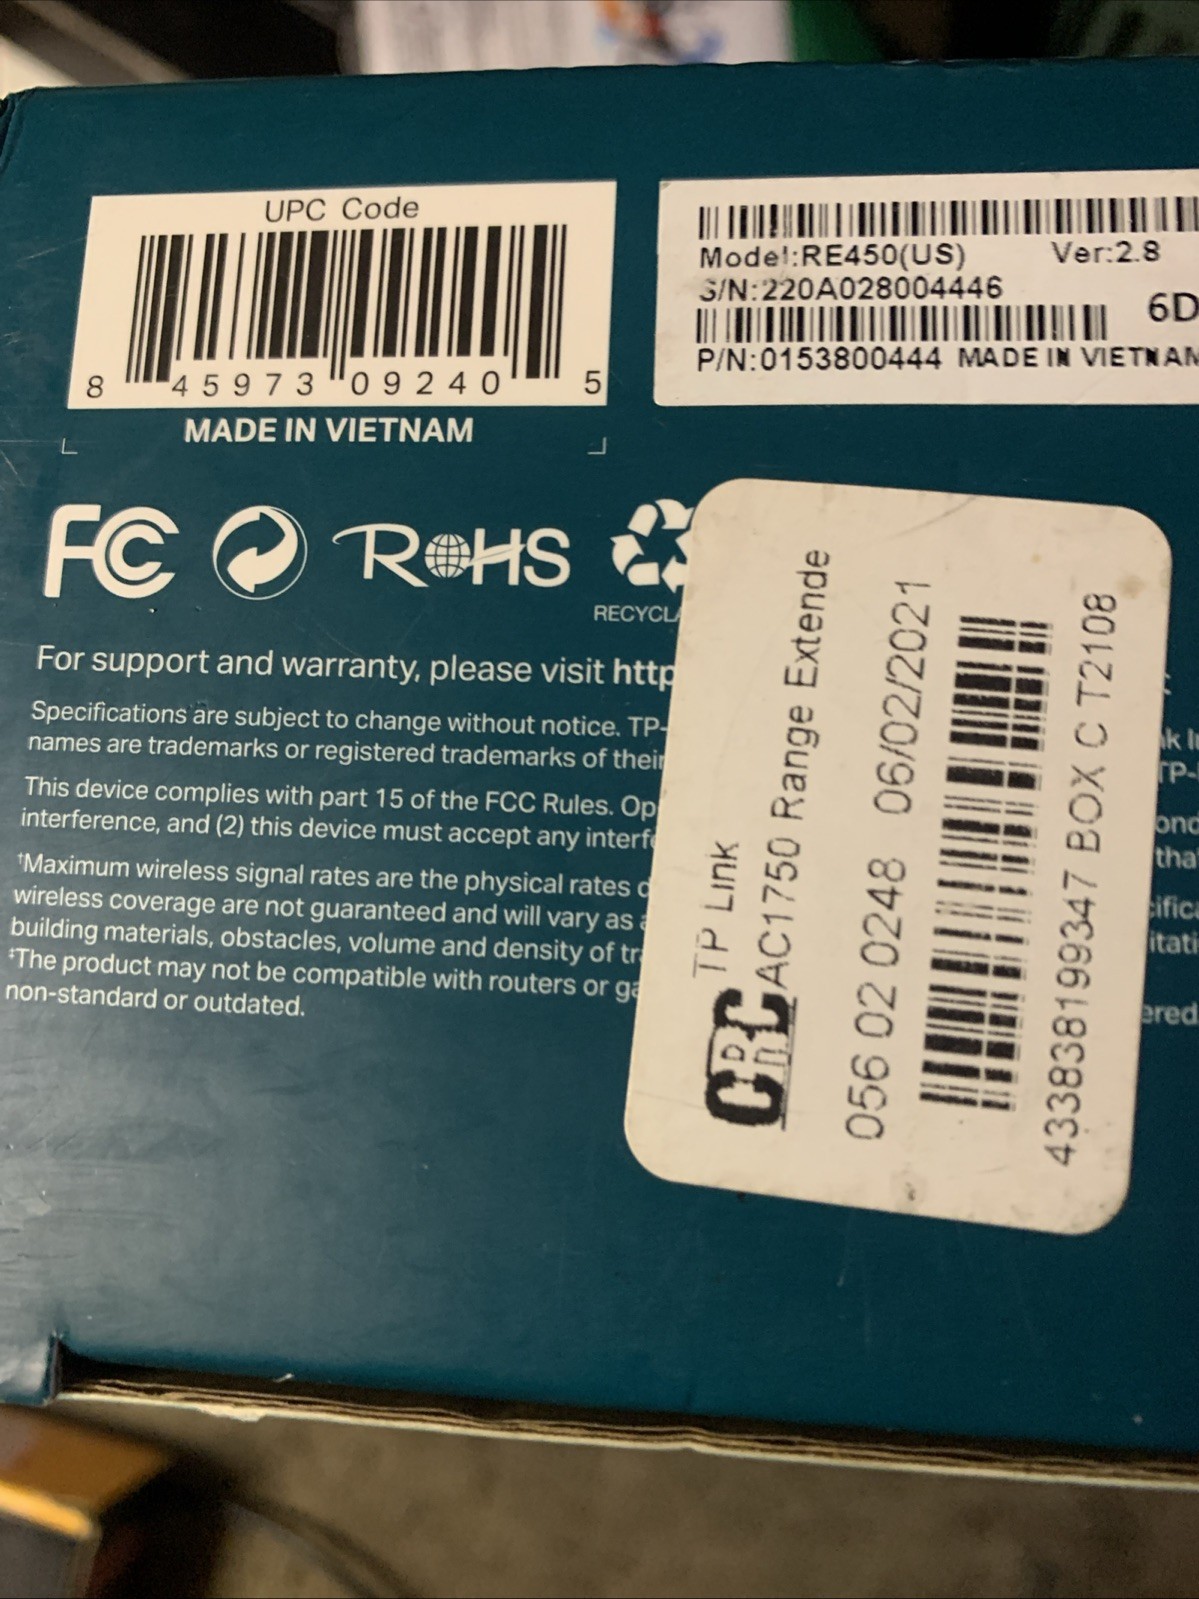 UPC Code
8 45973 09240 5
MADE IN VIETNAM
Model:RE450(US) Ver:2.8
S/N:220A028004446
6D
P/N:0153800444 MADE IN VIETNAM
FC
RoHS
RECYCLA
For support and warranty, please visit http
Specifications are subject to change without notice. TP-
names are trademarks or registered trademarks of their
This device complies with part 15 of the FCC Rules. Op
interference, and (2) this device must accept any interf
†Maximum wireless signal rates are the physical rates
wireless coverage are not guaranteed and will vary as a
building materials, obstacles, volume and density of tra
‡The product may not be compatible with routers or ga
non-standard or outdated.
TP Link
CRC AC1750 Range Extende
056 02 0248 06/02/2021
433838199347 BOX C T2108
TP-
ered